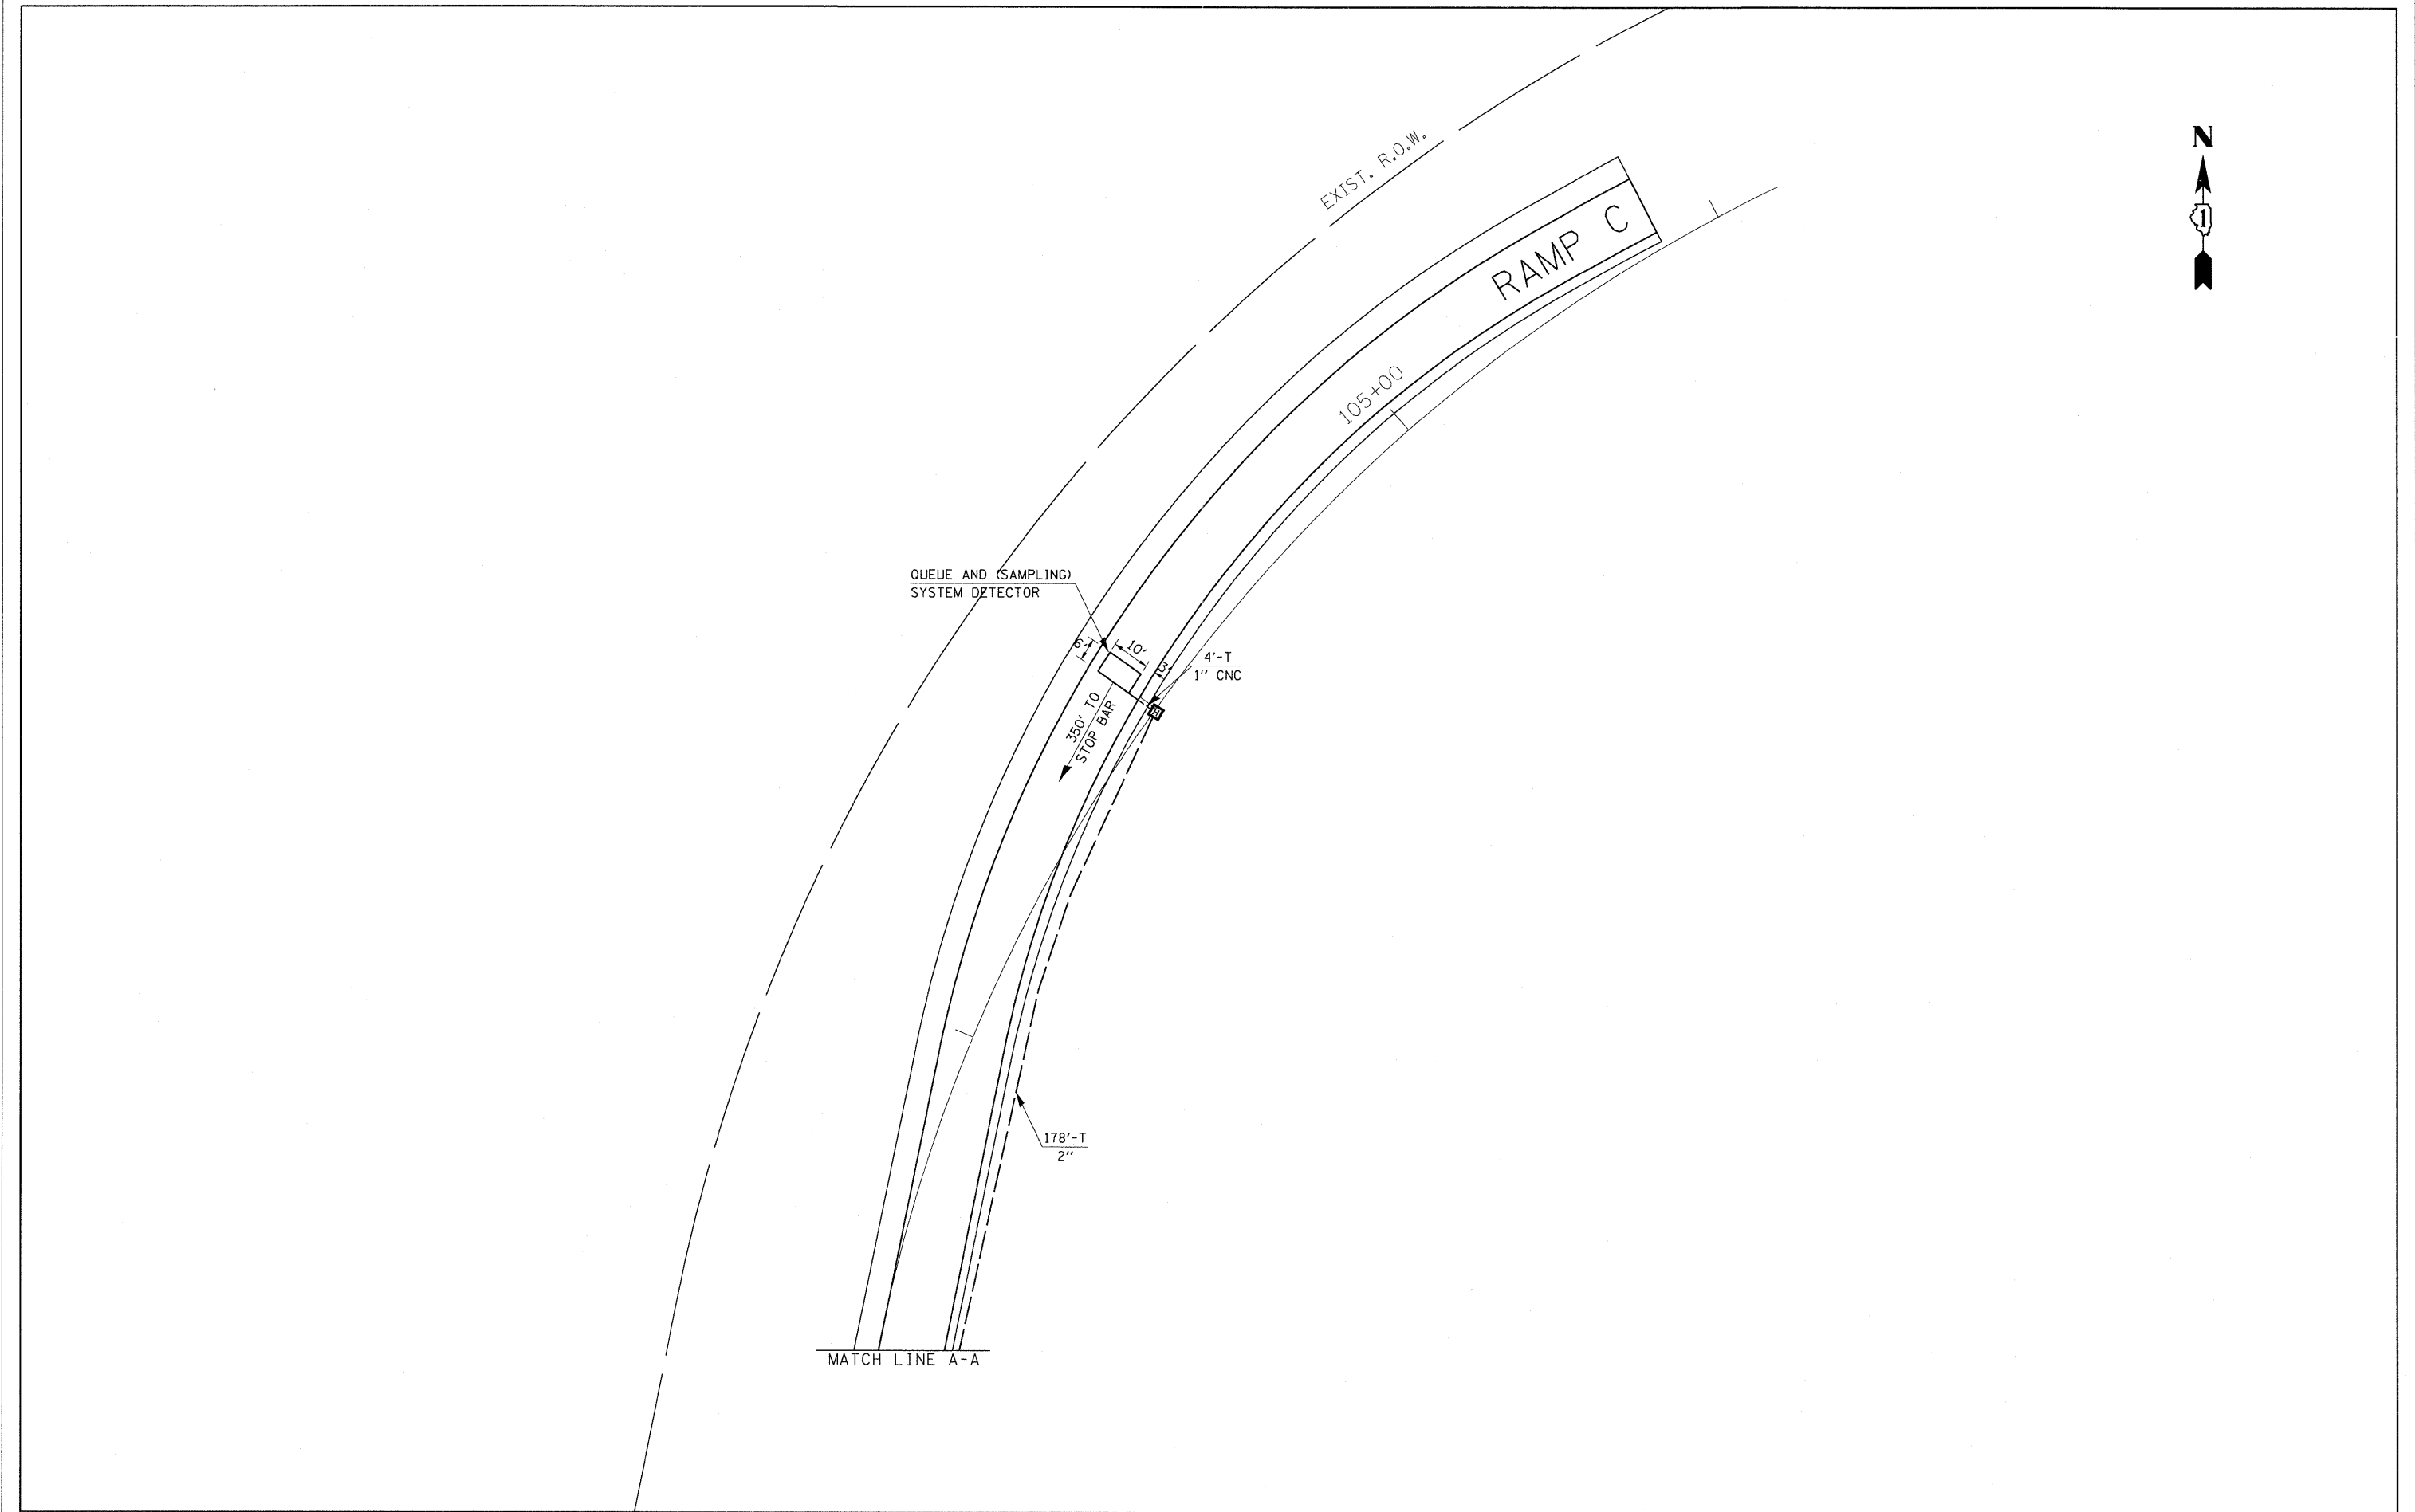 EXIST. R.O.W.
N
1
RAMP C
105+00
QUEUE AND (SAMPLING)
SYSTEM DETECTOR
6'
10'
3'
4'-T
1" CNC
H
350' TO
STOP BAR
178'-T
2"
MATCH LINE A-A